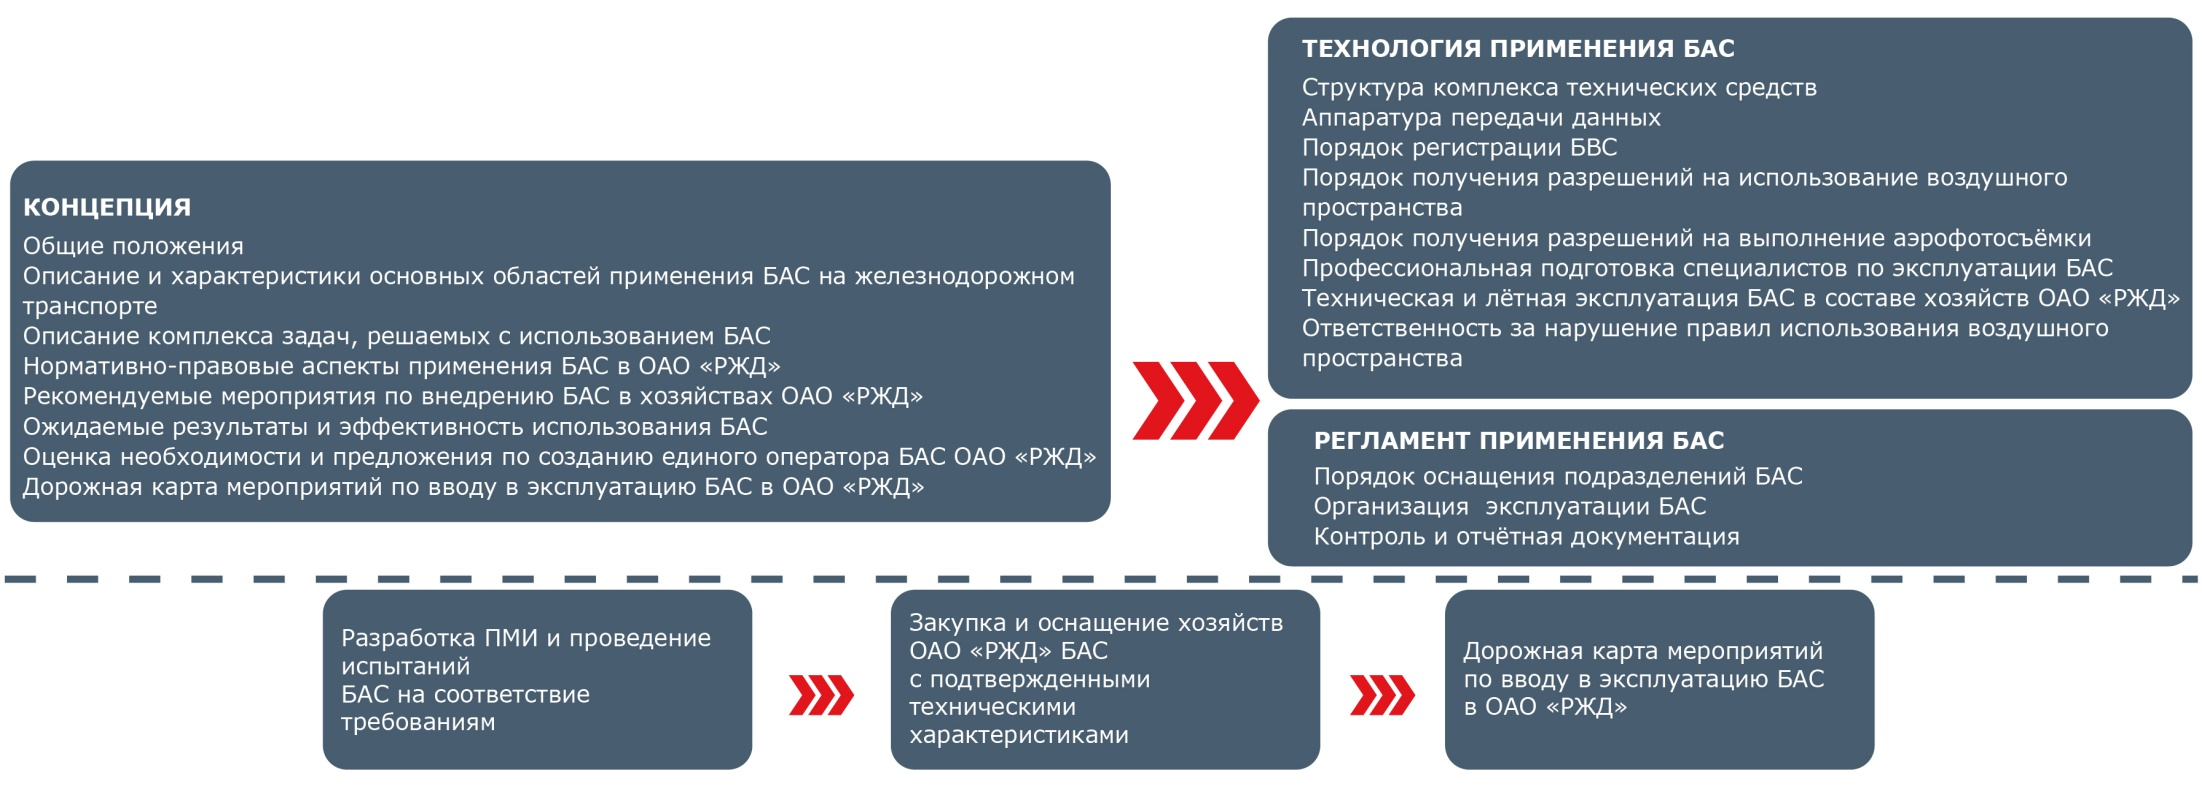 КОНЦЕПЦИЯ
Общие положения
Описание и характеристики основных областей применения БАС на железнодорожном
транспорте
Описание комплекса задач, решаемых с использованием БАС
Нормативно-правовые аспекты применения БАС в ОАО «РЖД»
Рекомендуемые мероприятия по внедрению БАС в хозяйствах ОАО «РЖД»
Ожидаемые результаты и эффективность использования БАС
Оценка необходимости и предложения по созданию единого оператора БАС ОАО «РЖД»
Дорожная карта мероприятий по вводу в эксплуатацию БАС в ОАО «РЖД»
ТЕХНОЛОГИЯ ПРИМЕНЕНИЯ БАС
Структура комплекса технических средств
Аппаратура передачи данных
Порядок регистрации БВС
Порядок получения разрешений на использование воздушного
пространства
Порядок получения разрешений на выполнение аэрофотосъёмки
Профессиональная подготовка специалистов по эксплуатации БАС
Техническая и лётная эксплуатация БАС в составе хозяйств ОАО «РЖД»
Ответственность за нарушение правил использования воздушного
пространства
РЕГЛАМЕНТ ПРИМЕНЕНИЯ БАС
Порядок оснащения подразделений БАС
Организация  эксплуатации БАС
Контроль и отчётная документация
Разработка ПМИ и проведение
испытаний
БАС на соответствие
требованиям
Закупка и оснащение хозяйств
ОАО «РЖД» БАС
с подтвержденными
техническими
характеристиками
Дорожная карта мероприятий
по вводу в эксплуатацию БАС
в ОАО «РЖД»